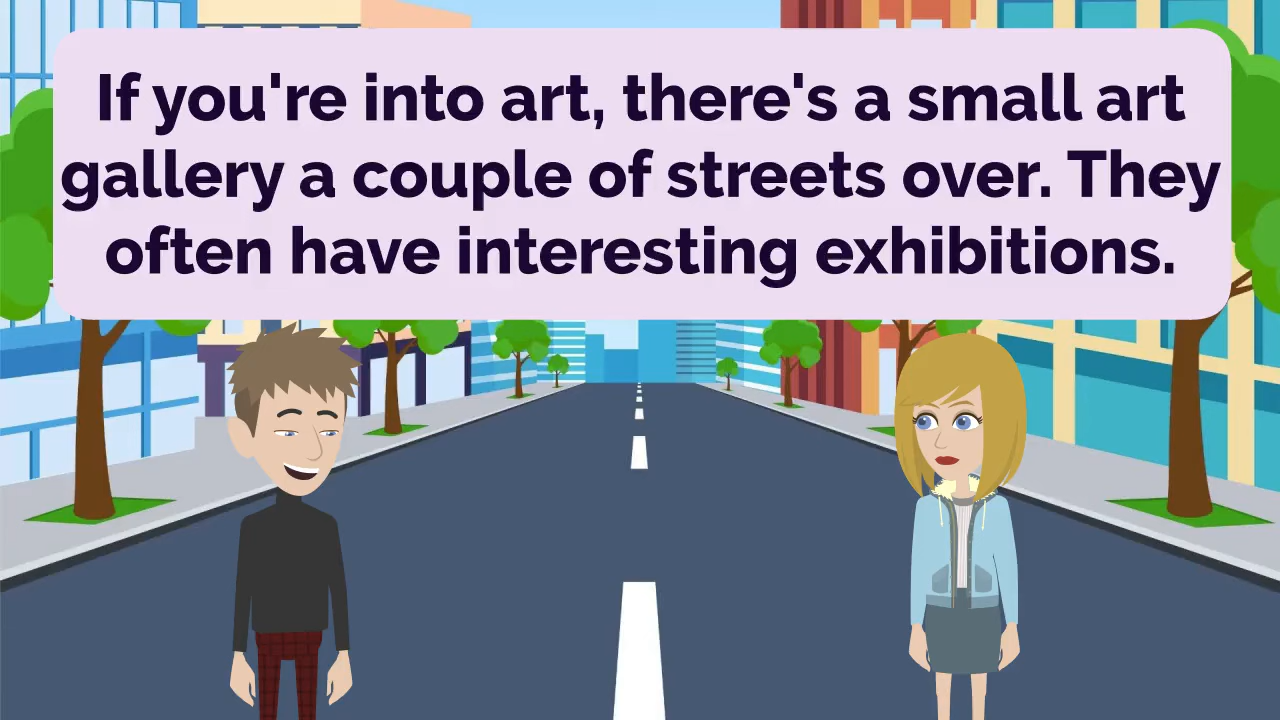 If you're into art, there's a small art
gallery a couple of streets over. They
often have interesting exhibitions.